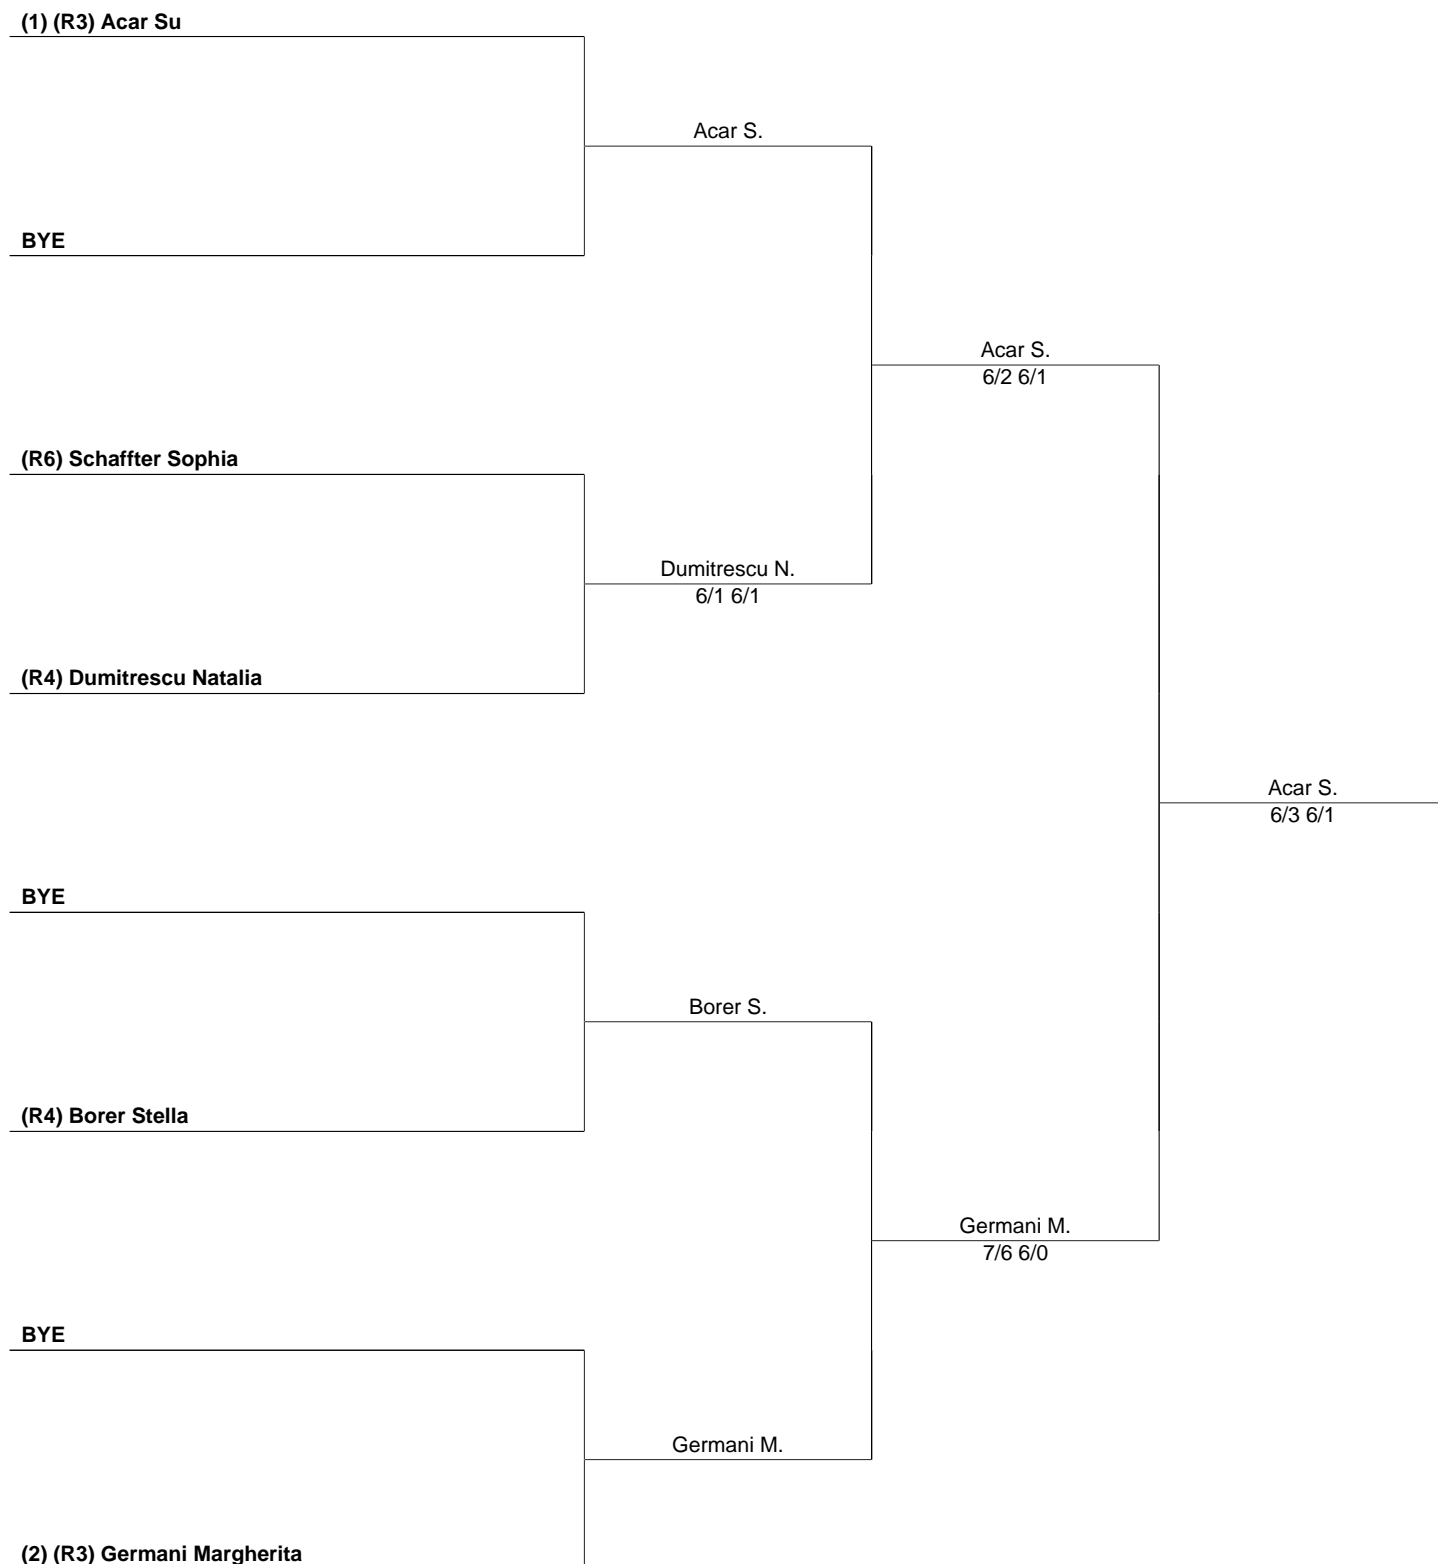 (1) (R3) Acar Su
Acar S.
BYE
Acar S.
6/2 6/1
(R6) Schaffter Sophia
Dumitrescu N.
6/1 6/1
(R4) Dumitrescu Natalia
Acar S.
6/3 6/1
BYE
Borer S.
(R4) Borer Stella
Germani M.
7/6 6/0
BYE
Germani M.
(2) (R3) Germani Margherita